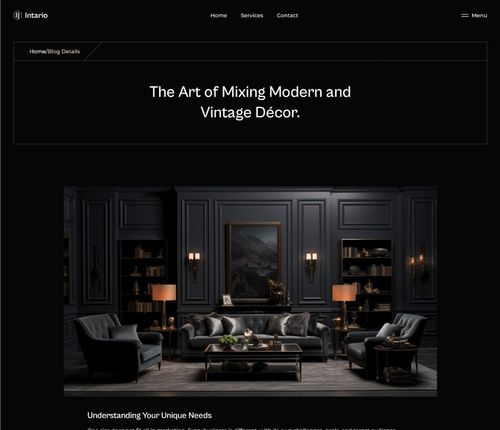 Intario
Home
Services
Contact
Menu
Home/Blog Details
The Art of Mixing Modern and
Vintage Décor.
Understanding Your Unique Needs